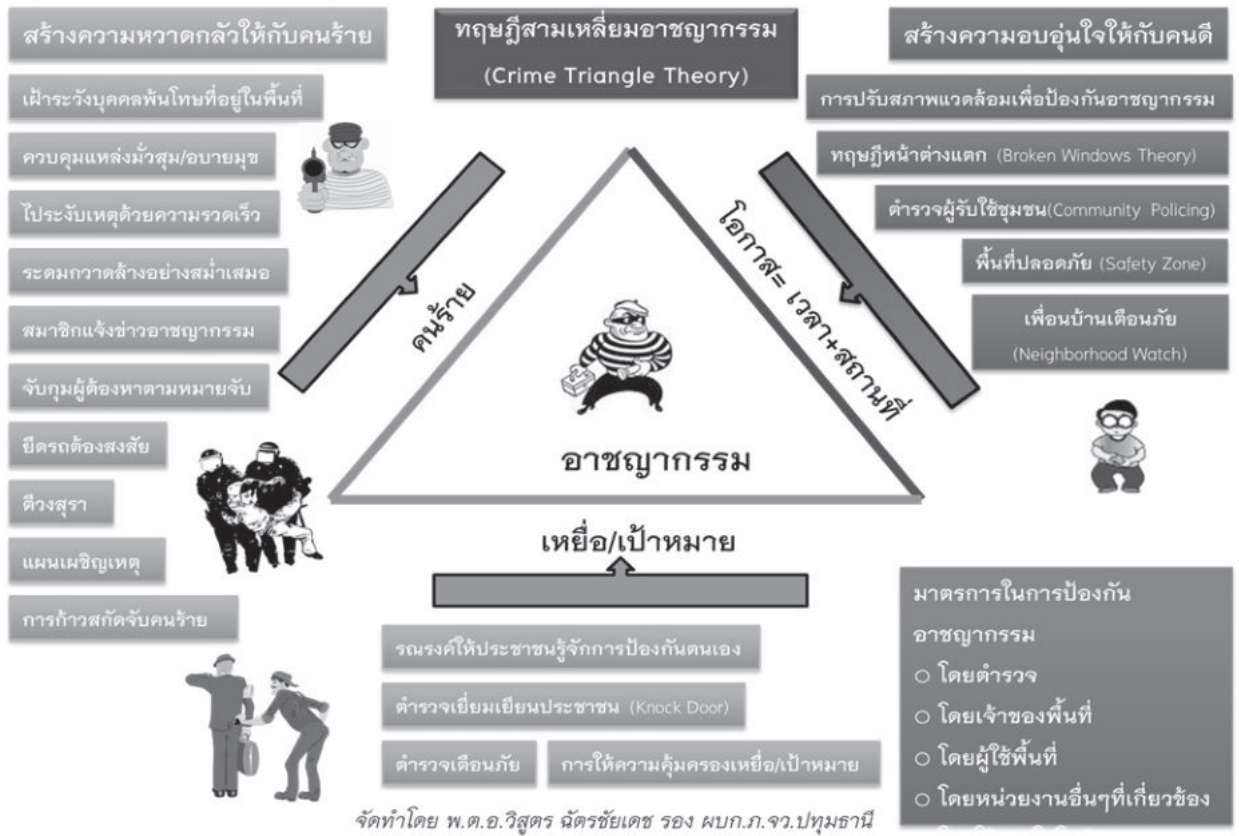 ทฤษฎีสามเหลี่ยมอาชญากรรม
(Crime Triangle Theory)
สร้างความหวาดกลัวให้กับคนร้าย
เฝ้าระวังบุคคลพ้นโทษที่อยู่ในพื้นที่
ควบคุมแหล่งมั่วสุม/อบายมุข
ไประงับเหตุด้วยความรวดเร็ว
ระดมกวาดล้างอย่างสม่ำเสมอ
สมาชิกแจ้งข่าวอาชญากรรม
จับกุมผู้ต้องหาตามหมายจับ
ยึดรถต้องสงสัย
ตีวงสุรา
แผนเผชิญเหตุ
การก้าวสกัดจับคนร้าย
คนร้าย
โอกาส= เวลา+สถานที่
อาชญากรรม
เหยื่อ/เป้าหมาย
สร้างความอบอุ่นใจให้กับคนดี
การปรับสภาพแวดล้อมเพื่อป้องกันอาชญากรรม
ทฤษฎีหน้าต่างแตก (Broken Windows Theory)
ตำรวจผู้รับใช้ชุมชน(Community Policing)
พื้นที่ปลอดภัย (Safety Zone)
เพื่อนบ้านเตือนภัย
(Neighborhood Watch)
รณรงค์ให้ประชาชนรู้จักการป้องกันตนเอง
ตำรวจเยี่ยมเยียนประชาชน (Knock Door)
ตำรวจเตือนภัย
การให้ความคุ้มครองเหยื่อ/เป้าหมาย
มาตรการในการป้องกัน
อาชญากรรม
○ โดยตำรวจ
○ โดยเจ้าของพื้นที่
○ โดยผู้ใช้พื้นที่
○ โดยหน่วยงานอื่นๆที่เกี่ยวข้อง
จัดทำโดย พ.ต.อ.วิสูตร ฉัตรชัยเดช รอง ผบก.ภ.จว.ปทุมธานี